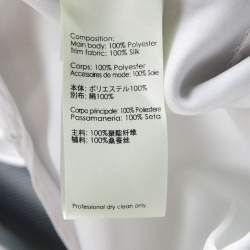 Composition:
Main body: 100% Polyester
Trim fabric: 100% Silk
Corps: 100% Polyester
Accessoires de mode: 100% Soie
本体: ポリエステル100%
別布: 絹100%
Corpo principale: 100% Poliestere
Passamaneria: 100% Seta
主料: 100%聚酯纤维
辅料: 100%桑蚕丝
Professional dry clean only